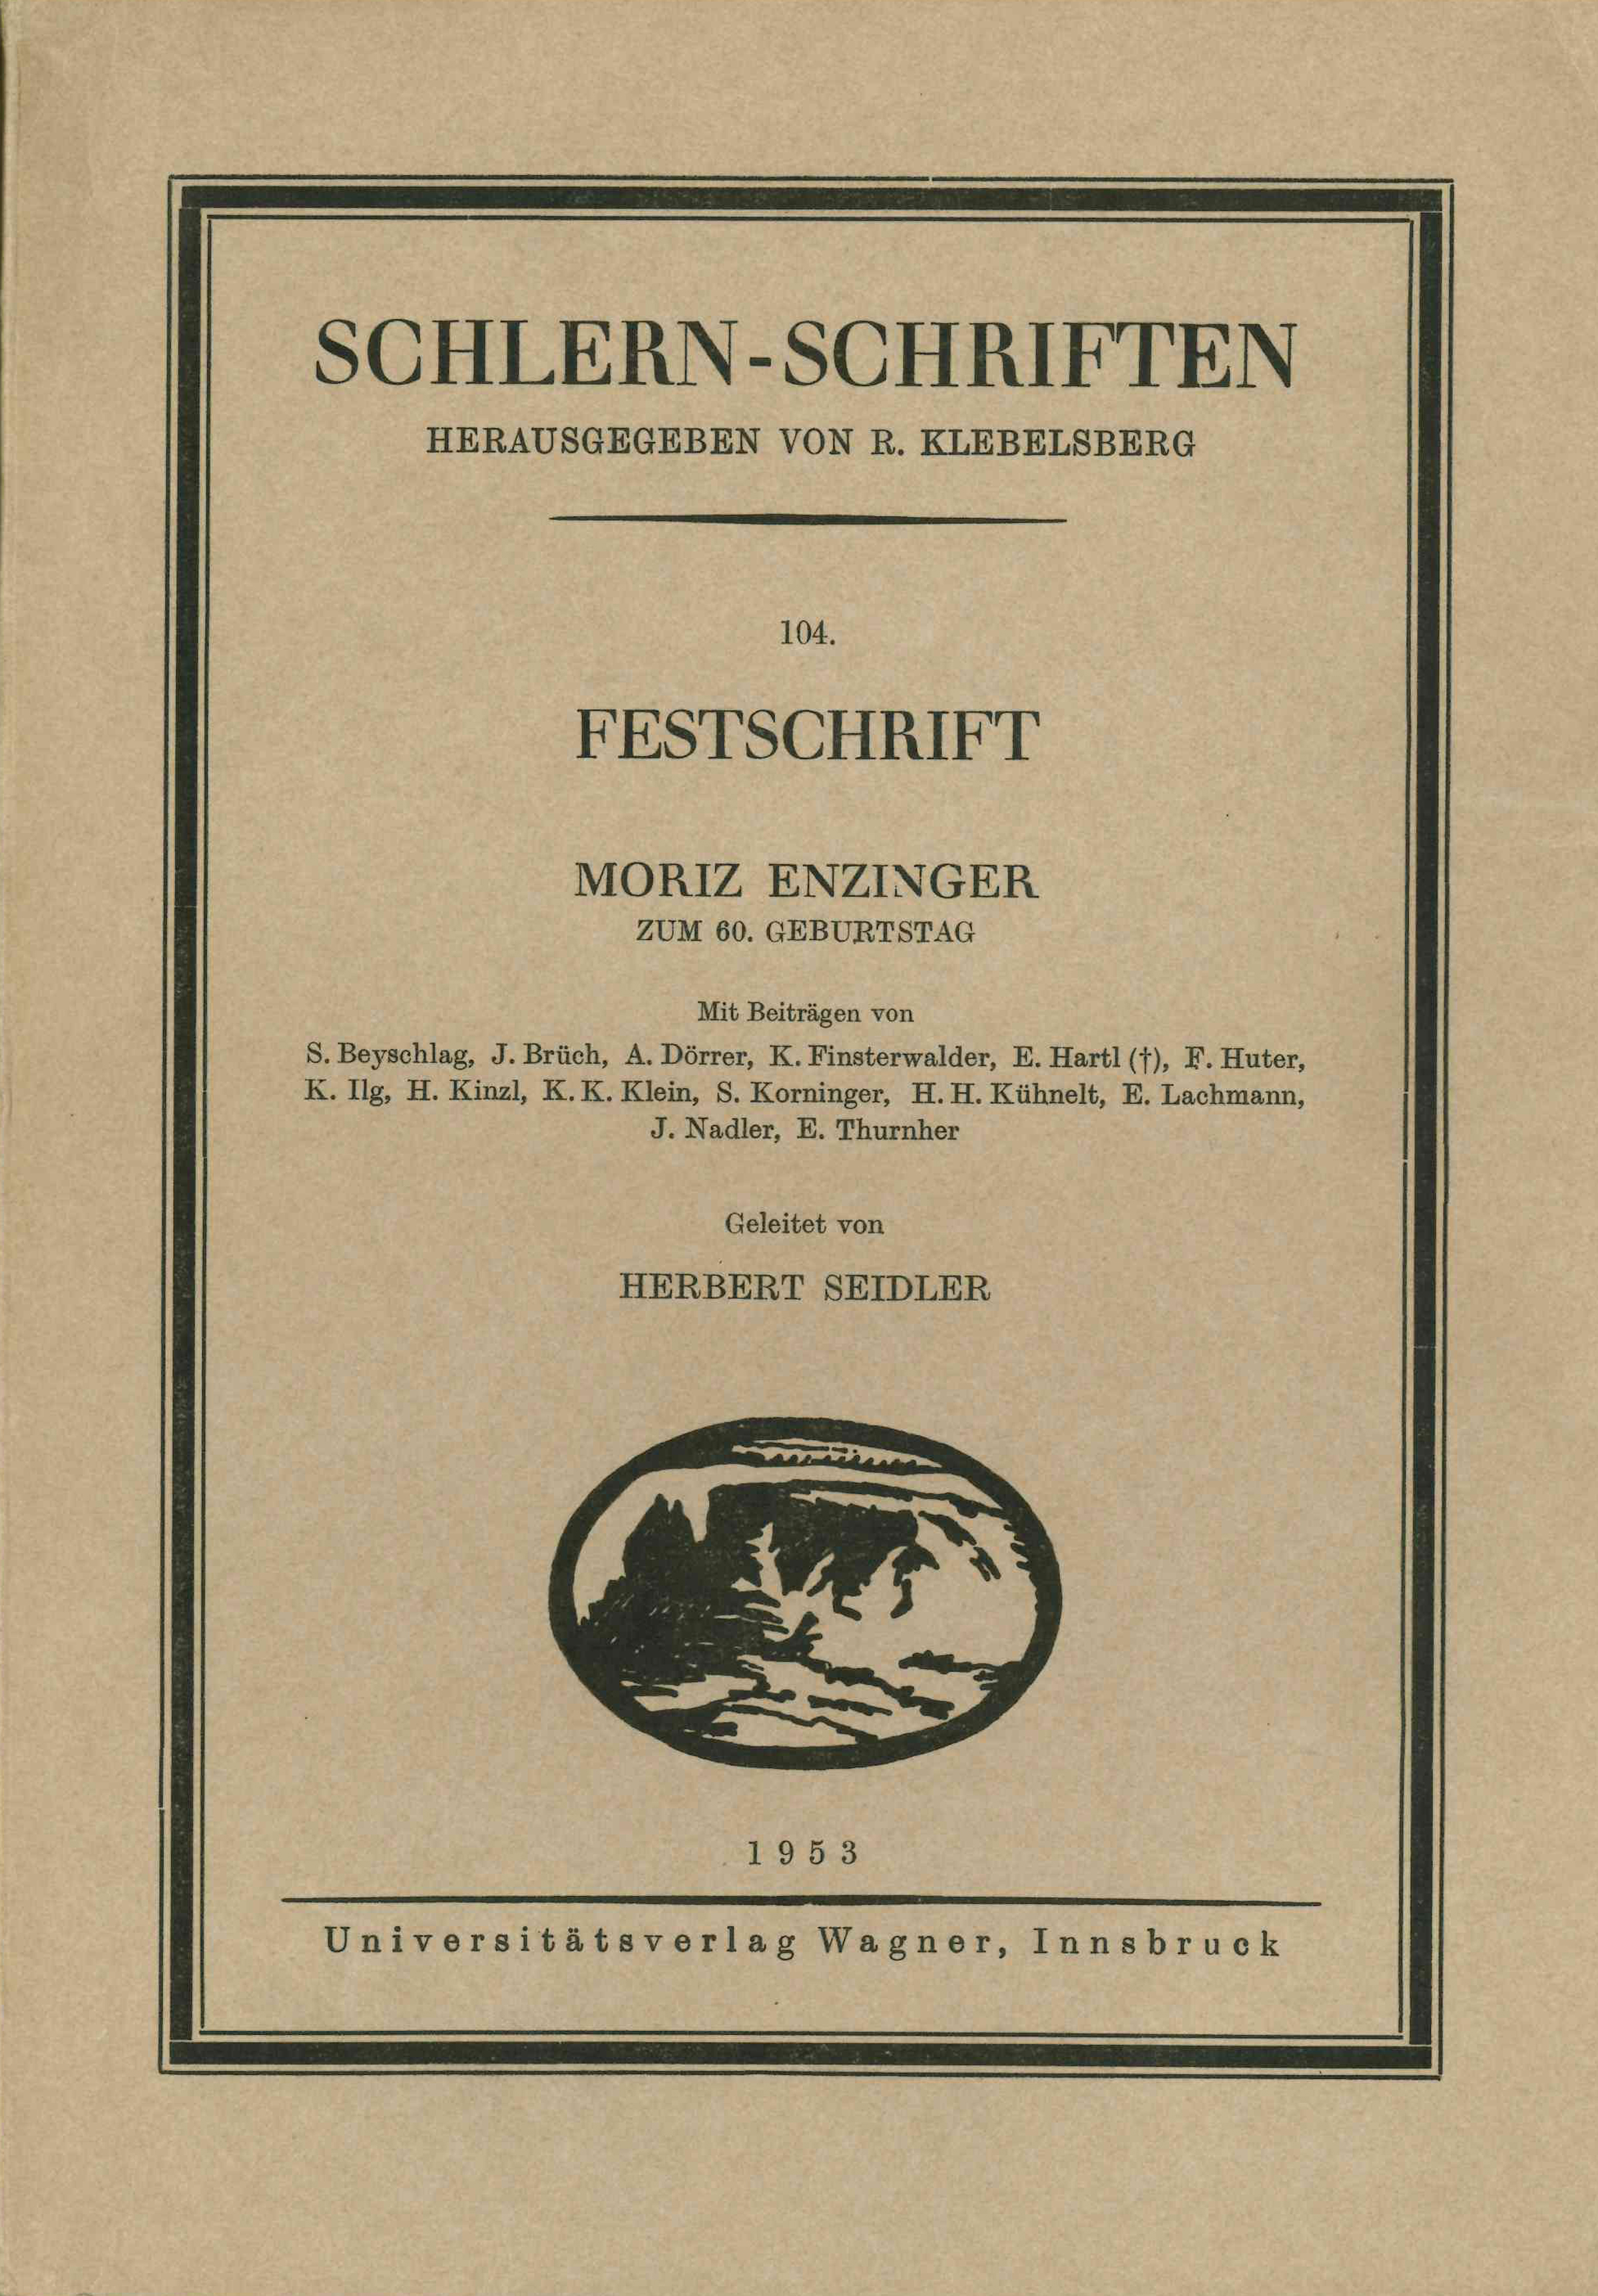 SCHLERN-SCHRIFTEN
HERAUSGEGEBEN VON R. KLEBELSBERG
104.
FESTSCHRIFT
MORIZ ENZINGER
ZUM 60. GEBURTSTAG
Mit Beiträgen von
S. Beyschlag, J. Brüch, A. Dörrer, K. Finsterwalder, E. Hartl (†), F. Huter,
K. Ilg, H. Kinzl, K. K. Klein, S. Korninger, H. H. Kühnelt, E. Lachmann,
J. Nadler, E. Thurnher
Geleitet von
HERBERT SEIDLER
1953
Universitätsverlag Wagner, Innsbruck